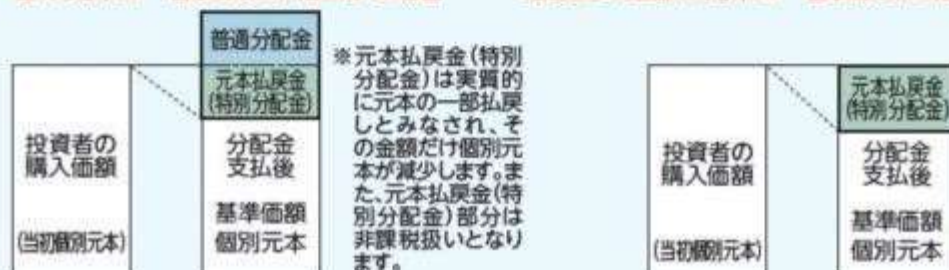 普通分配金
元本払戻金
(特別分配金)
投資者の
購入価額
(当初個別元本)
分配金
支払後
基準価額
個別元本
※元本払戻金(特別
分配金)は実質的
に元本の一部払戻
しとみなされ、そ
の金額だけ個別元
本が減少します。ま
た、元本払戻金(特
別分配金)部分は
非課税扱いとなり
ます。
投資者の
購入価額
(当初個別元本)
元本払戻金
(特別分配金)
分配金
支払後
基準価額
個別元本